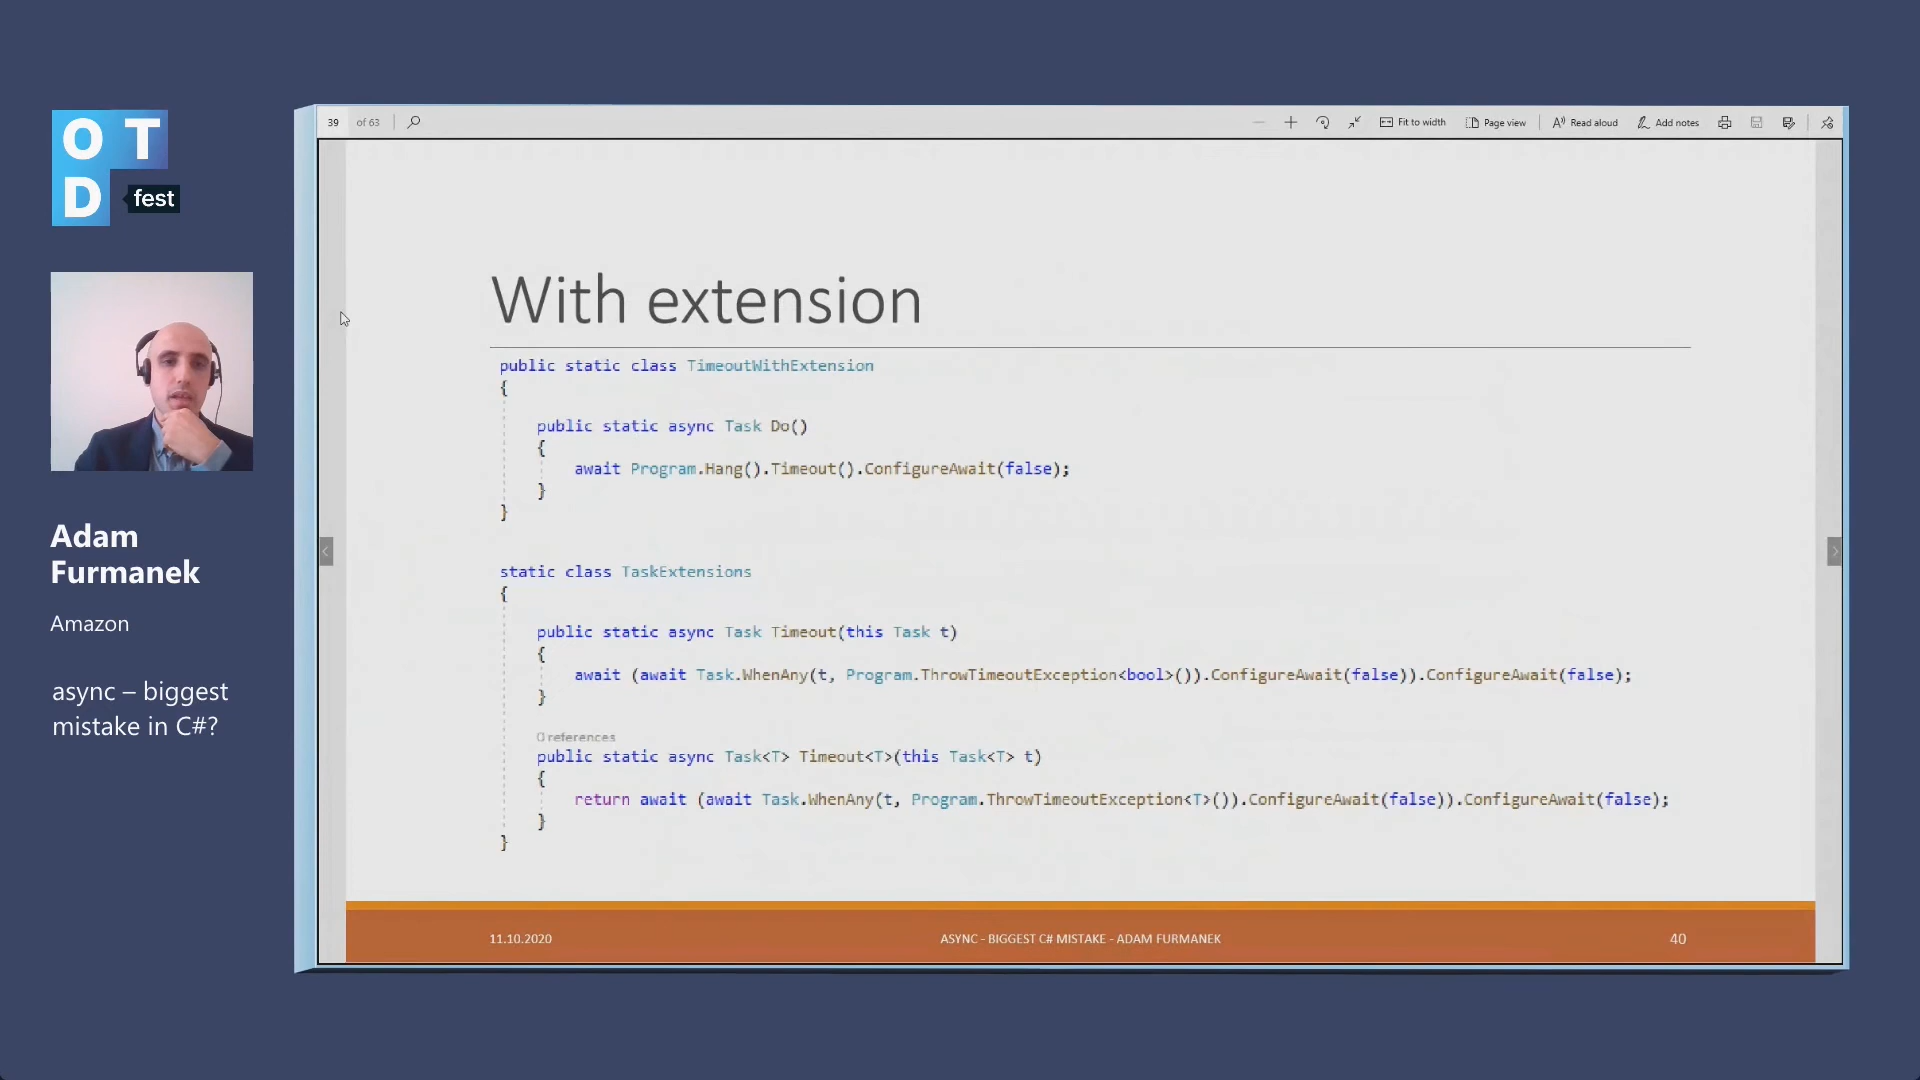 OT
D fest
Adam
Furmanek
Amazon
async – biggest
mistake in C#?
39 of 63
Fit to width
Page view
Read aloud
Add notes
With extension
public static class TimeoutWithExtension
{
public static async Task Do()
{
await Program.Hang().Timeout().ConfigureAwait(false);
}
}
static class TaskExtensions
{
public static async Task Timeout(this Task t)
{
await (await Task.WhenAny(t, Program.ThrowTimeoutException<bool>()).ConfigureAwait(false)).ConfigureAwait(false);
}
0 references
public static async Task<T> Timeout<T>(this Task<T> t)
{
return await (await Task.WhenAny(t, Program.ThrowTimeoutException<T>()).ConfigureAwait(false)).ConfigureAwait(false);
}
}
11.10.2020
ASYNC - BIGGEST C# MISTAKE - ADAM FURMANEK
40